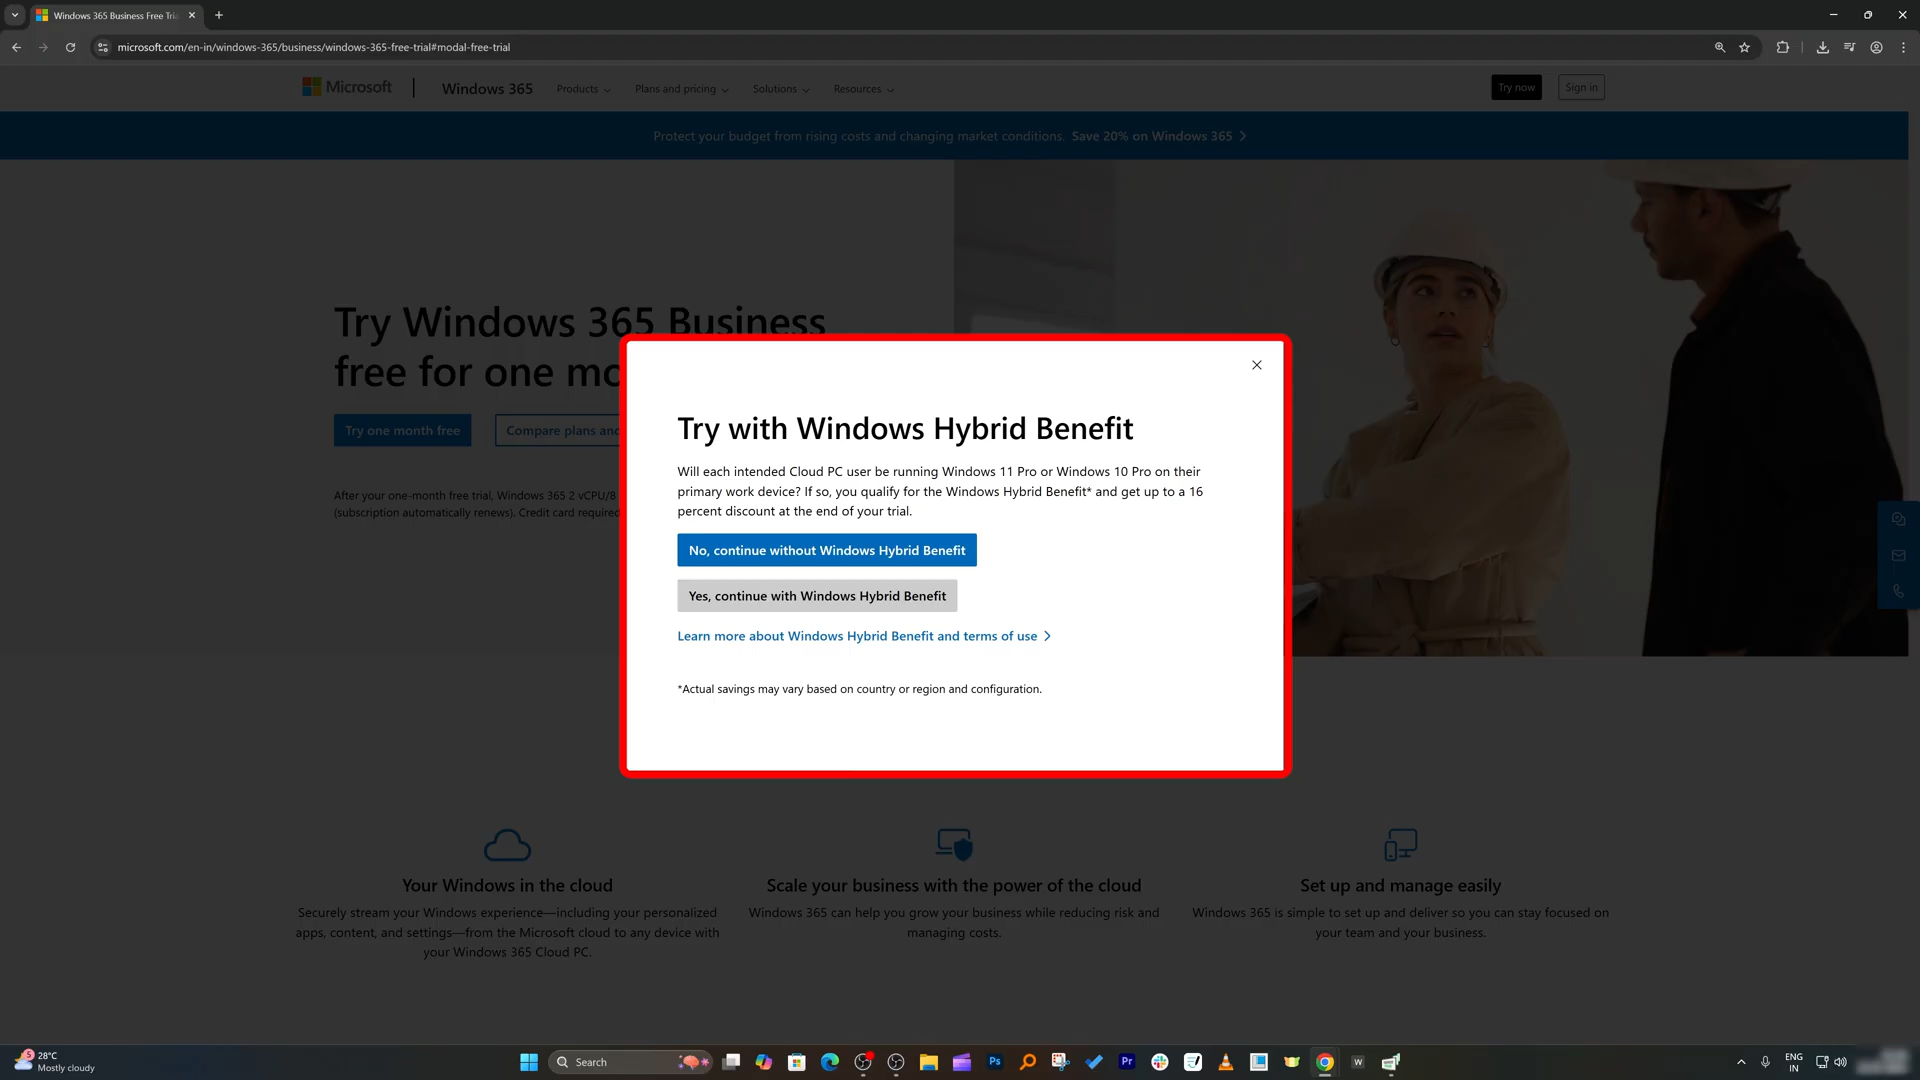 Windows 365 Business Free Tri
microsoft.com/en-in/windows-365/business/windows-365-free-trial#modal-free-trial
Microsoft
Windows 365
Products
Plans and pricing
Solutions
Resources
Try now
Sign in
Protect your budget from rising costs and changing market conditions. Save 20% on Windows 365
Try Windows 365 Business
free for one mo
Try one month free
Compare plans and
After your one-month free trial, Windows 365 2 vCPU/8
(subscription automatically renews). Credit card required
Try with Windows Hybrid Benefit
Will each intended Cloud PC user be running Windows 11 Pro or Windows 10 Pro on their
primary work device? If so, you qualify for the Windows Hybrid Benefit* and get up to a 16
percent discount at the end of your trial.
No, continue without Windows Hybrid Benefit
Yes, continue with Windows Hybrid Benefit
Learn more about Windows Hybrid Benefit and terms of use
*Actual savings may vary based on country or region and configuration.
Your Windows in the cloud
Securely stream your Windows experience—including your personalized
apps, content, and settings—from the Microsoft cloud to any device with
your Windows 365 Cloud PC.
Scale your business with the power of the cloud
Windows 365 can help you grow your business while reducing risk and
managing costs.
Set up and manage easily
Windows 365 is simple to set up and deliver so you can stay focused on
your team and your business.
5
28°C
Mostly cloudy
Search
Ps
Pr
W
ENG
IN